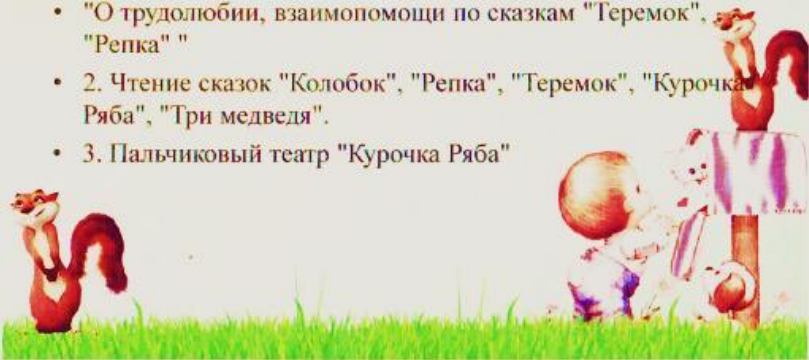 • "О трудолюбии, взаимопомощи по сказкам "Теремок",
"Репка" "
• 2. Чтение сказок "Колобок", "Репка", "Теремок", "Курочка
Ряба", "Три медведя".
• 3. Пальчиковый театр "Курочка Ряба"